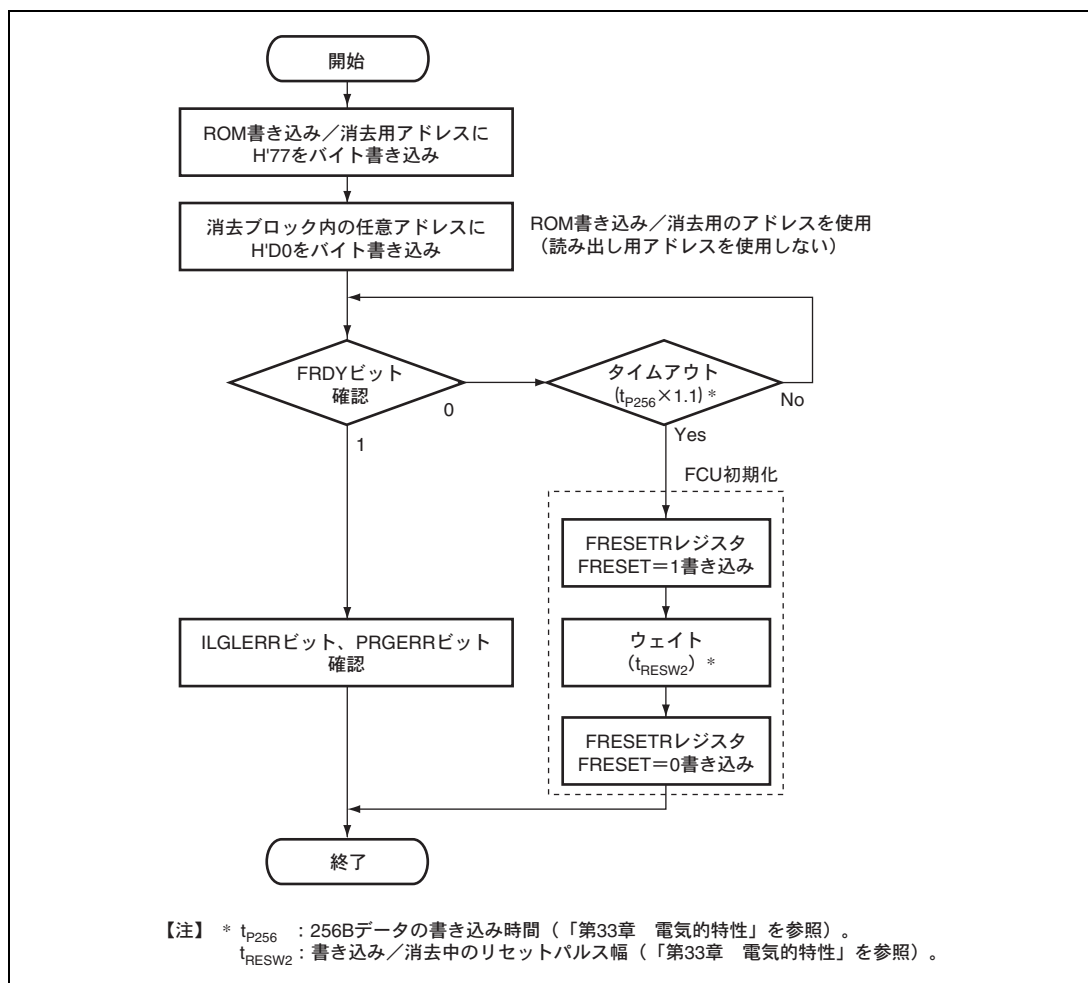 開始
ROM書き込み／消去用アドレスに
H'77をバイト書き込み
消去ブロック内の任意アドレスに
H'D0をバイト書き込み
ROM書き込み／消去用のアドレスを使用
（読み出し用アドレスを使用しない）
FRDYビット
確認
0
1
タイムアウト
(tP256×1.1) *
No
Yes
FCU初期化
FRESETRレジスタ
FRESET＝1書き込み
ウェイト
（tRESW2）*
FRESETRレジスタ
FRESET＝0書き込み
ILGLERRビット、PRGERRビット
確認
終了
【注】 * tP256 ：256Bデータの書き込み時間（「第33章　電気的特性」を参照）。
tRESW2：書き込み／消去中のリセットパルス幅（「第33章　電気的特性」を参照）。